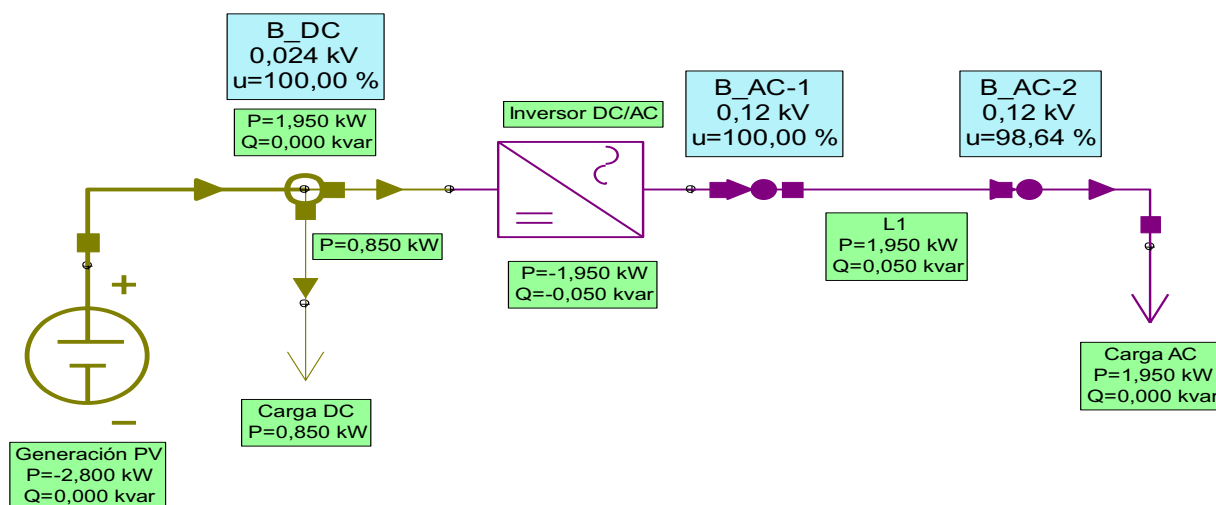 B_DC
0,024 kV
u=100,00 %
P=1,950 kW
Q=0,000 kvar
Inversor DC/AC
B_AC-1
0,12 kV
u=100,00 %
B_AC-2
0,12 kV
u=98,64 %
P=0,850 kW
P=-1,950 kW
Q=-0,050 kvar
L1
P=1,950 kW
Q=0,050 kvar
+
−
Generación PV
P=-2,800 kW
Q=0,000 kvar
Carga DC
P=0,850 kW
Carga AC
P=1,950 kW
Q=0,000 kvar